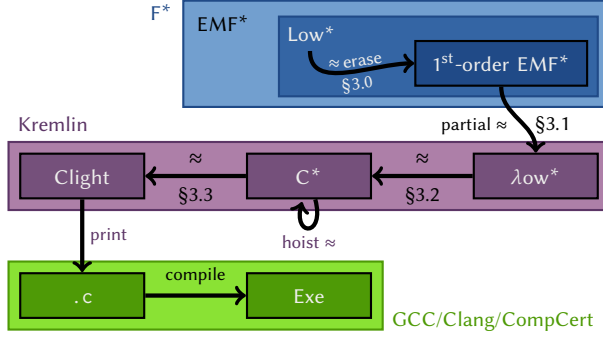 F*
EMF*
Low*
≈ erase
§3.0
1st-order EMF*
partial ≈
§3.1
Kremlin
Clight
≈
§3.3
C*
≈
§3.2
λow*
print
hoist ≈
.c
compile
Exe
GCC/Clang/CompCert